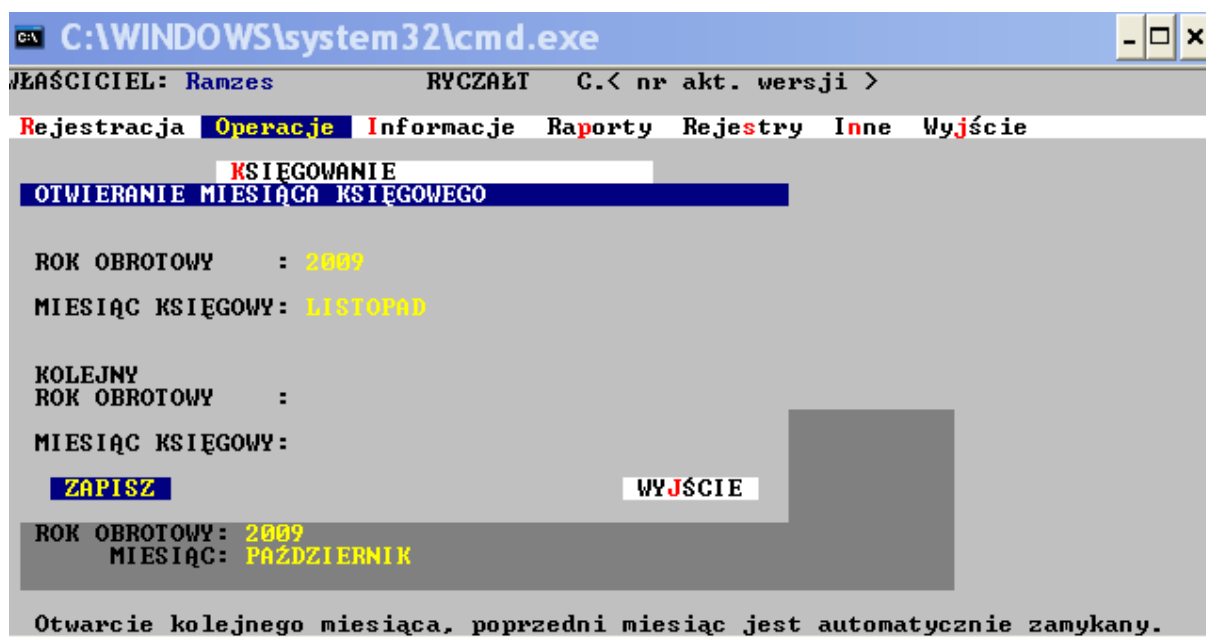 C:\WINDOWS\system32\cmd.exe
WŁAŚCICIEL: Ramzes RYCZAŁT C.< nr akt. wersji >
Rejestracja Operacje Informacje Raporty Rejestry Inne Wyjście
KSIĘGOWANIE
OTWIERANIE MIESIĄCA KSIĘGOWEGO
ROK OBROTOWY : 2009
MIESIĄC KSIĘGOWY: LISTOPAD
KOLEJNY
ROK OBROTOWY :
MIESIĄC KSIĘGOWY:
ZAPISZ WYJŚCIE
ROK OBROTOWY: 2009
MIESIĄC: PAŹDZIERNIK
Otwarcie kolejnego miesiąca, poprzedni miesiąc jest automatycznie zamykany.